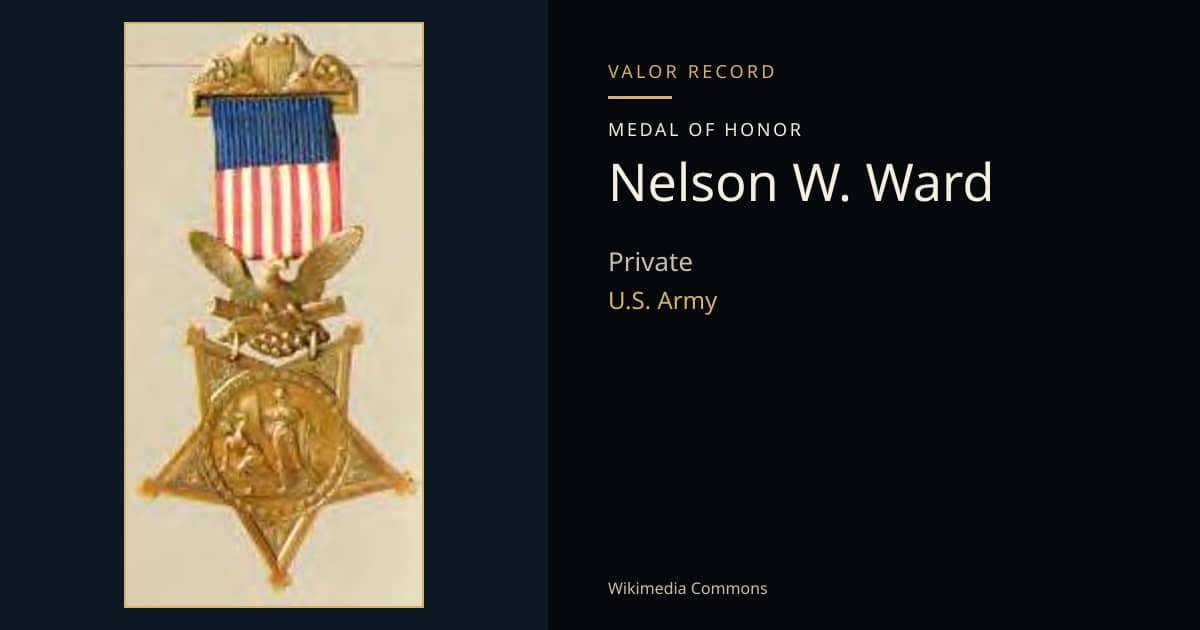 VALOR RECORD
MEDAL OF HONOR
Nelson W. Ward
Private
U.S. Army
Wikimedia Commons